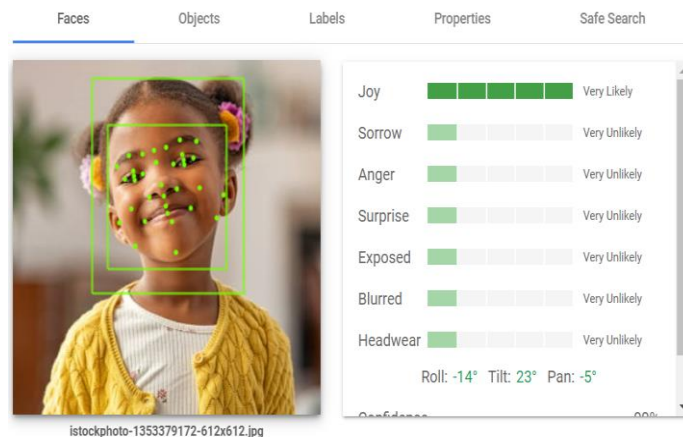 Faces Objects Labels Properties Safe Search
Joy Very Likely
Sorrow Very Unlikely
Anger Very Unlikely
Surprise Very Unlikely
Exposed Very Unlikely
Blurred Very Unlikely
Headwear Very Unlikely
Roll: -14° Tilt: 23° Pan: -5°
Confidence
istockphoto-1353379172-612x612.jpg